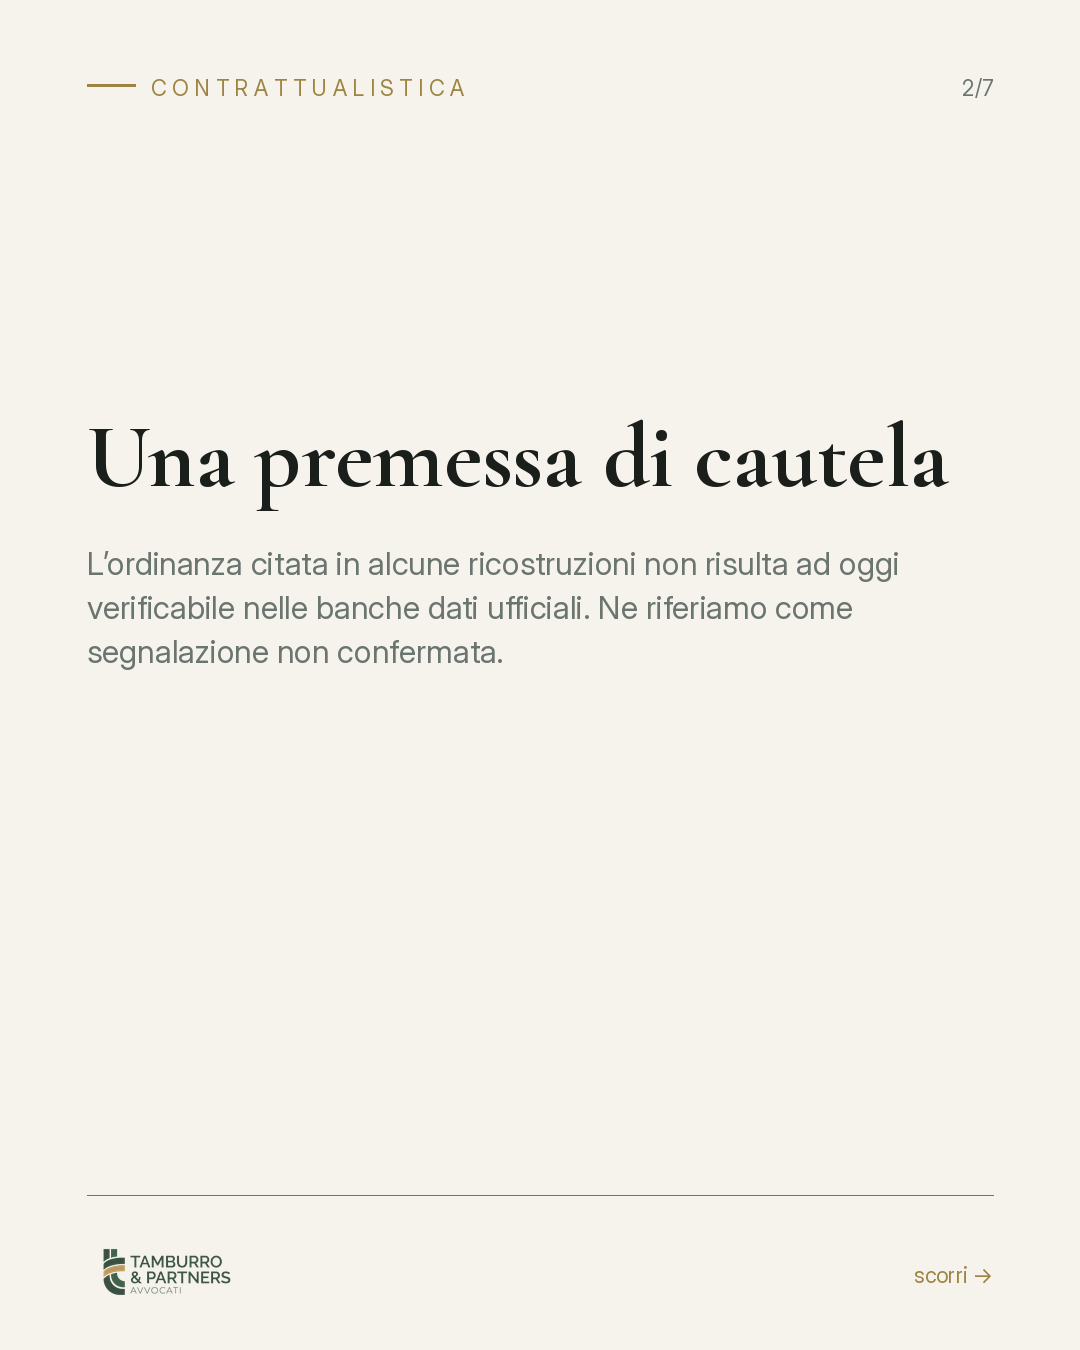 CONTRATTUALISTICA
2/7
Una premessa di cautela
L’ordinanza citata in alcune ricostruzioni non risulta ad oggi
verificabile nelle banche dati ufficiali. Ne riferiamo come
segnalazione non confermata.
TAMBURRO
& PARTNERS
AVVOCATI
scorri →